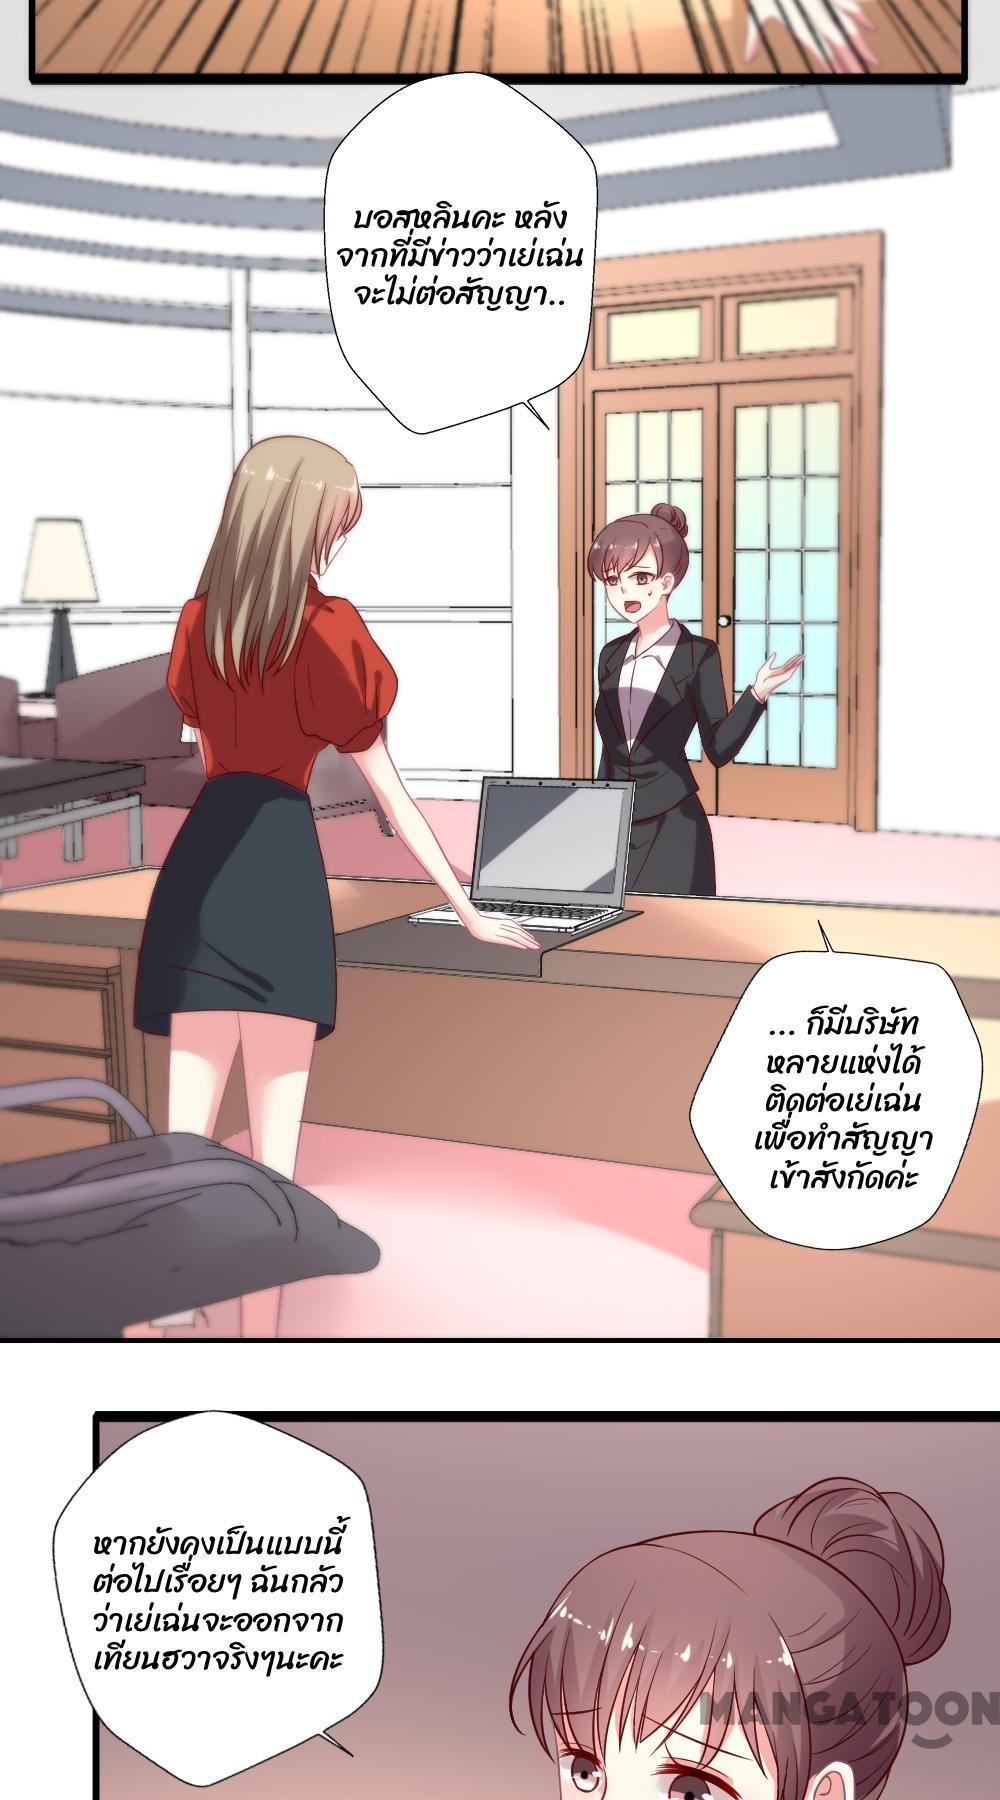 บอสหลินคะ หลัง
จากที่มีข่าวว่าเย่เฉิน
จะไม่ต่อสัญญา..
... ก็มีบริษัท
หลายแห่งได้
ติดต่อเย่เฉิน
เพื่อทำสัญญา
เข้าสังกัดค่ะ
หากยังคงเป็นแบบนี้
ต่อไปเรื่อยๆ ฉันกลัว
ว่าเย่เฉินจะออกจาก
เทียนฮวาจริงๆนะคะ
MANGATOON